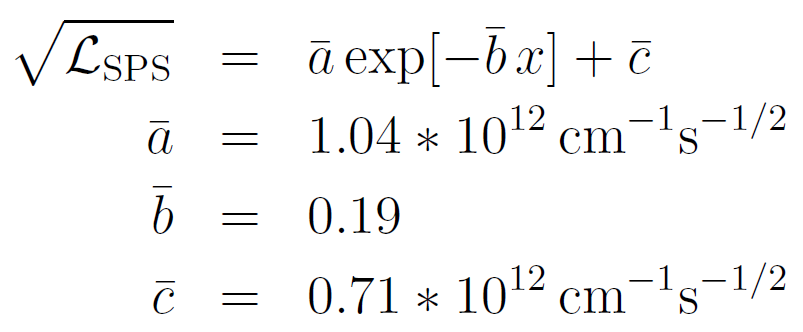 √𝓛_SPS = ā exp[−b̄ x] + c̄
ā = 1.04 * 10^12 cm^−1 s^−1/2
b̄ = 0.19
c̄ = 0.71 * 10^12 cm^−1 s^−1/2